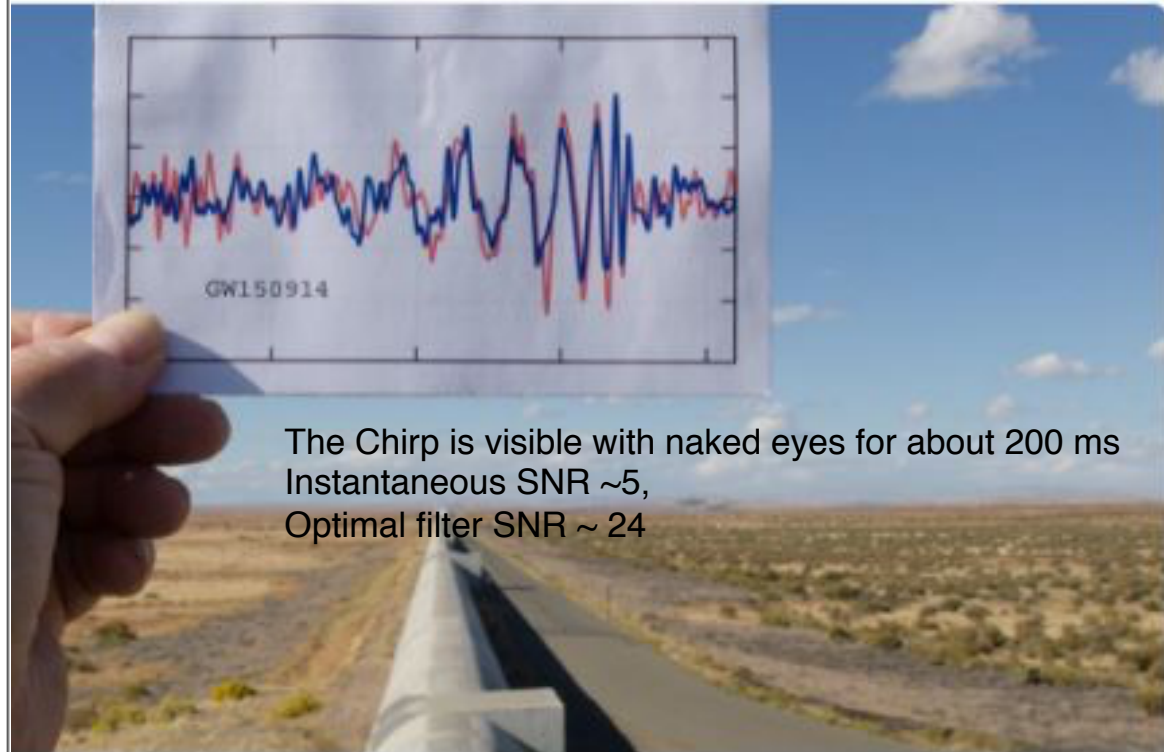 GW150914
The Chirp is visible with naked eyes for about 200 ms
Instantaneous SNR ~5,
Optimal filter SNR ~ 24